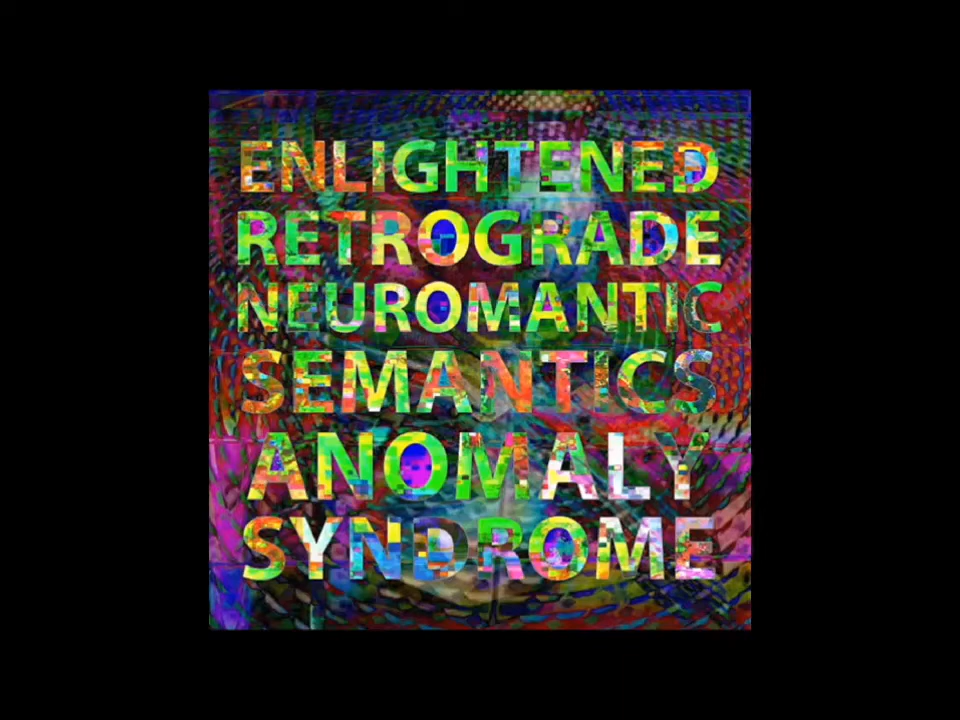 ENLIGHTENED
RETROGRADE
NEUROMANTIC
SEMANTICS
ANOMALY
SYNDROME